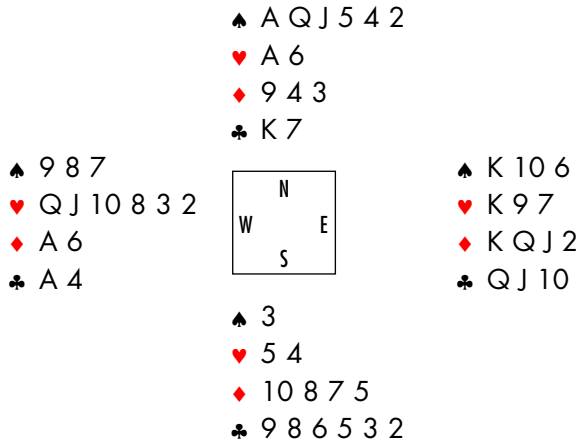 ♠ A Q J 5 4 2
♥ A 6
♦ 9 4 3
♣ K 7
♠ 9 8 7
♥ Q J 10 8 3 2
♦ A 6
♣ A 4
N
W E
S
♠ K 10 6
♥ K 9 7
♦ K Q J 2
♣ Q J 10
♠ 3
♥ 5 4
♦ 10 8 7 5
♣ 9 8 6 5 3 2